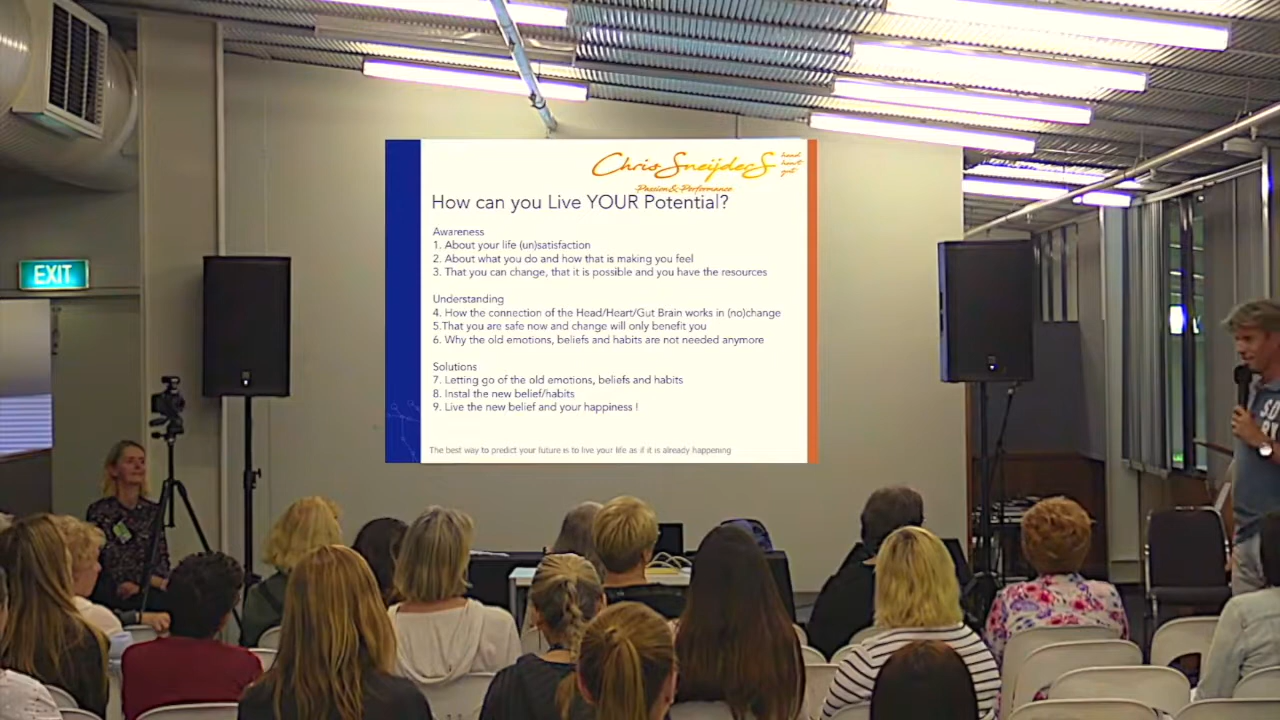 EXIT
Chris SneijderS
head
heart
gut
Passion & Performance
How can you Live YOUR Potential?
Awareness
1. About your life (un)satisfaction
2. About what you do and how that is making you feel
3. That you can change, that it is possible and you have the resources
Understanding
4. How the connection of the Head/Heart/Gut Brain works in (no)change
5.That you are safe now and change will only benefit you
6. Why the old emotions, beliefs and habits are not needed anymore
Solutions
7. Letting go of the old emotions, beliefs and habits
8. Instal the new belief/habits
9. Live the new belief and your happiness !
The best way to predict your future is to live your life as if it is already happening